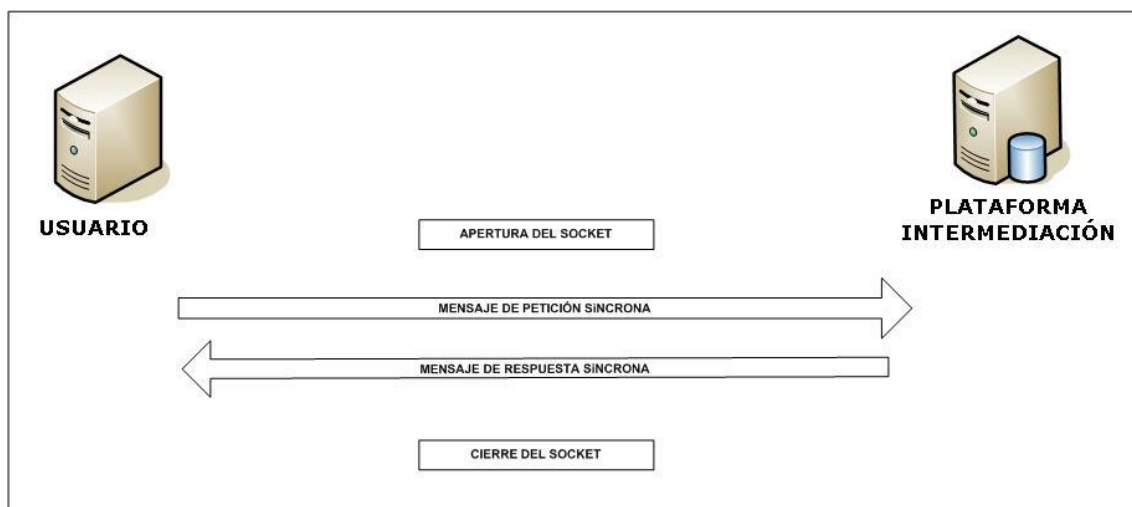 USUARIO
PLATAFORMA
INTERMEDIACIÓN
APERTURA DEL SOCKET
MENSAJE DE PETICIÓN SíNCRONA
MENSAJE DE RESPUESTA SíNCRONA
CIERRE DEL SOCKET